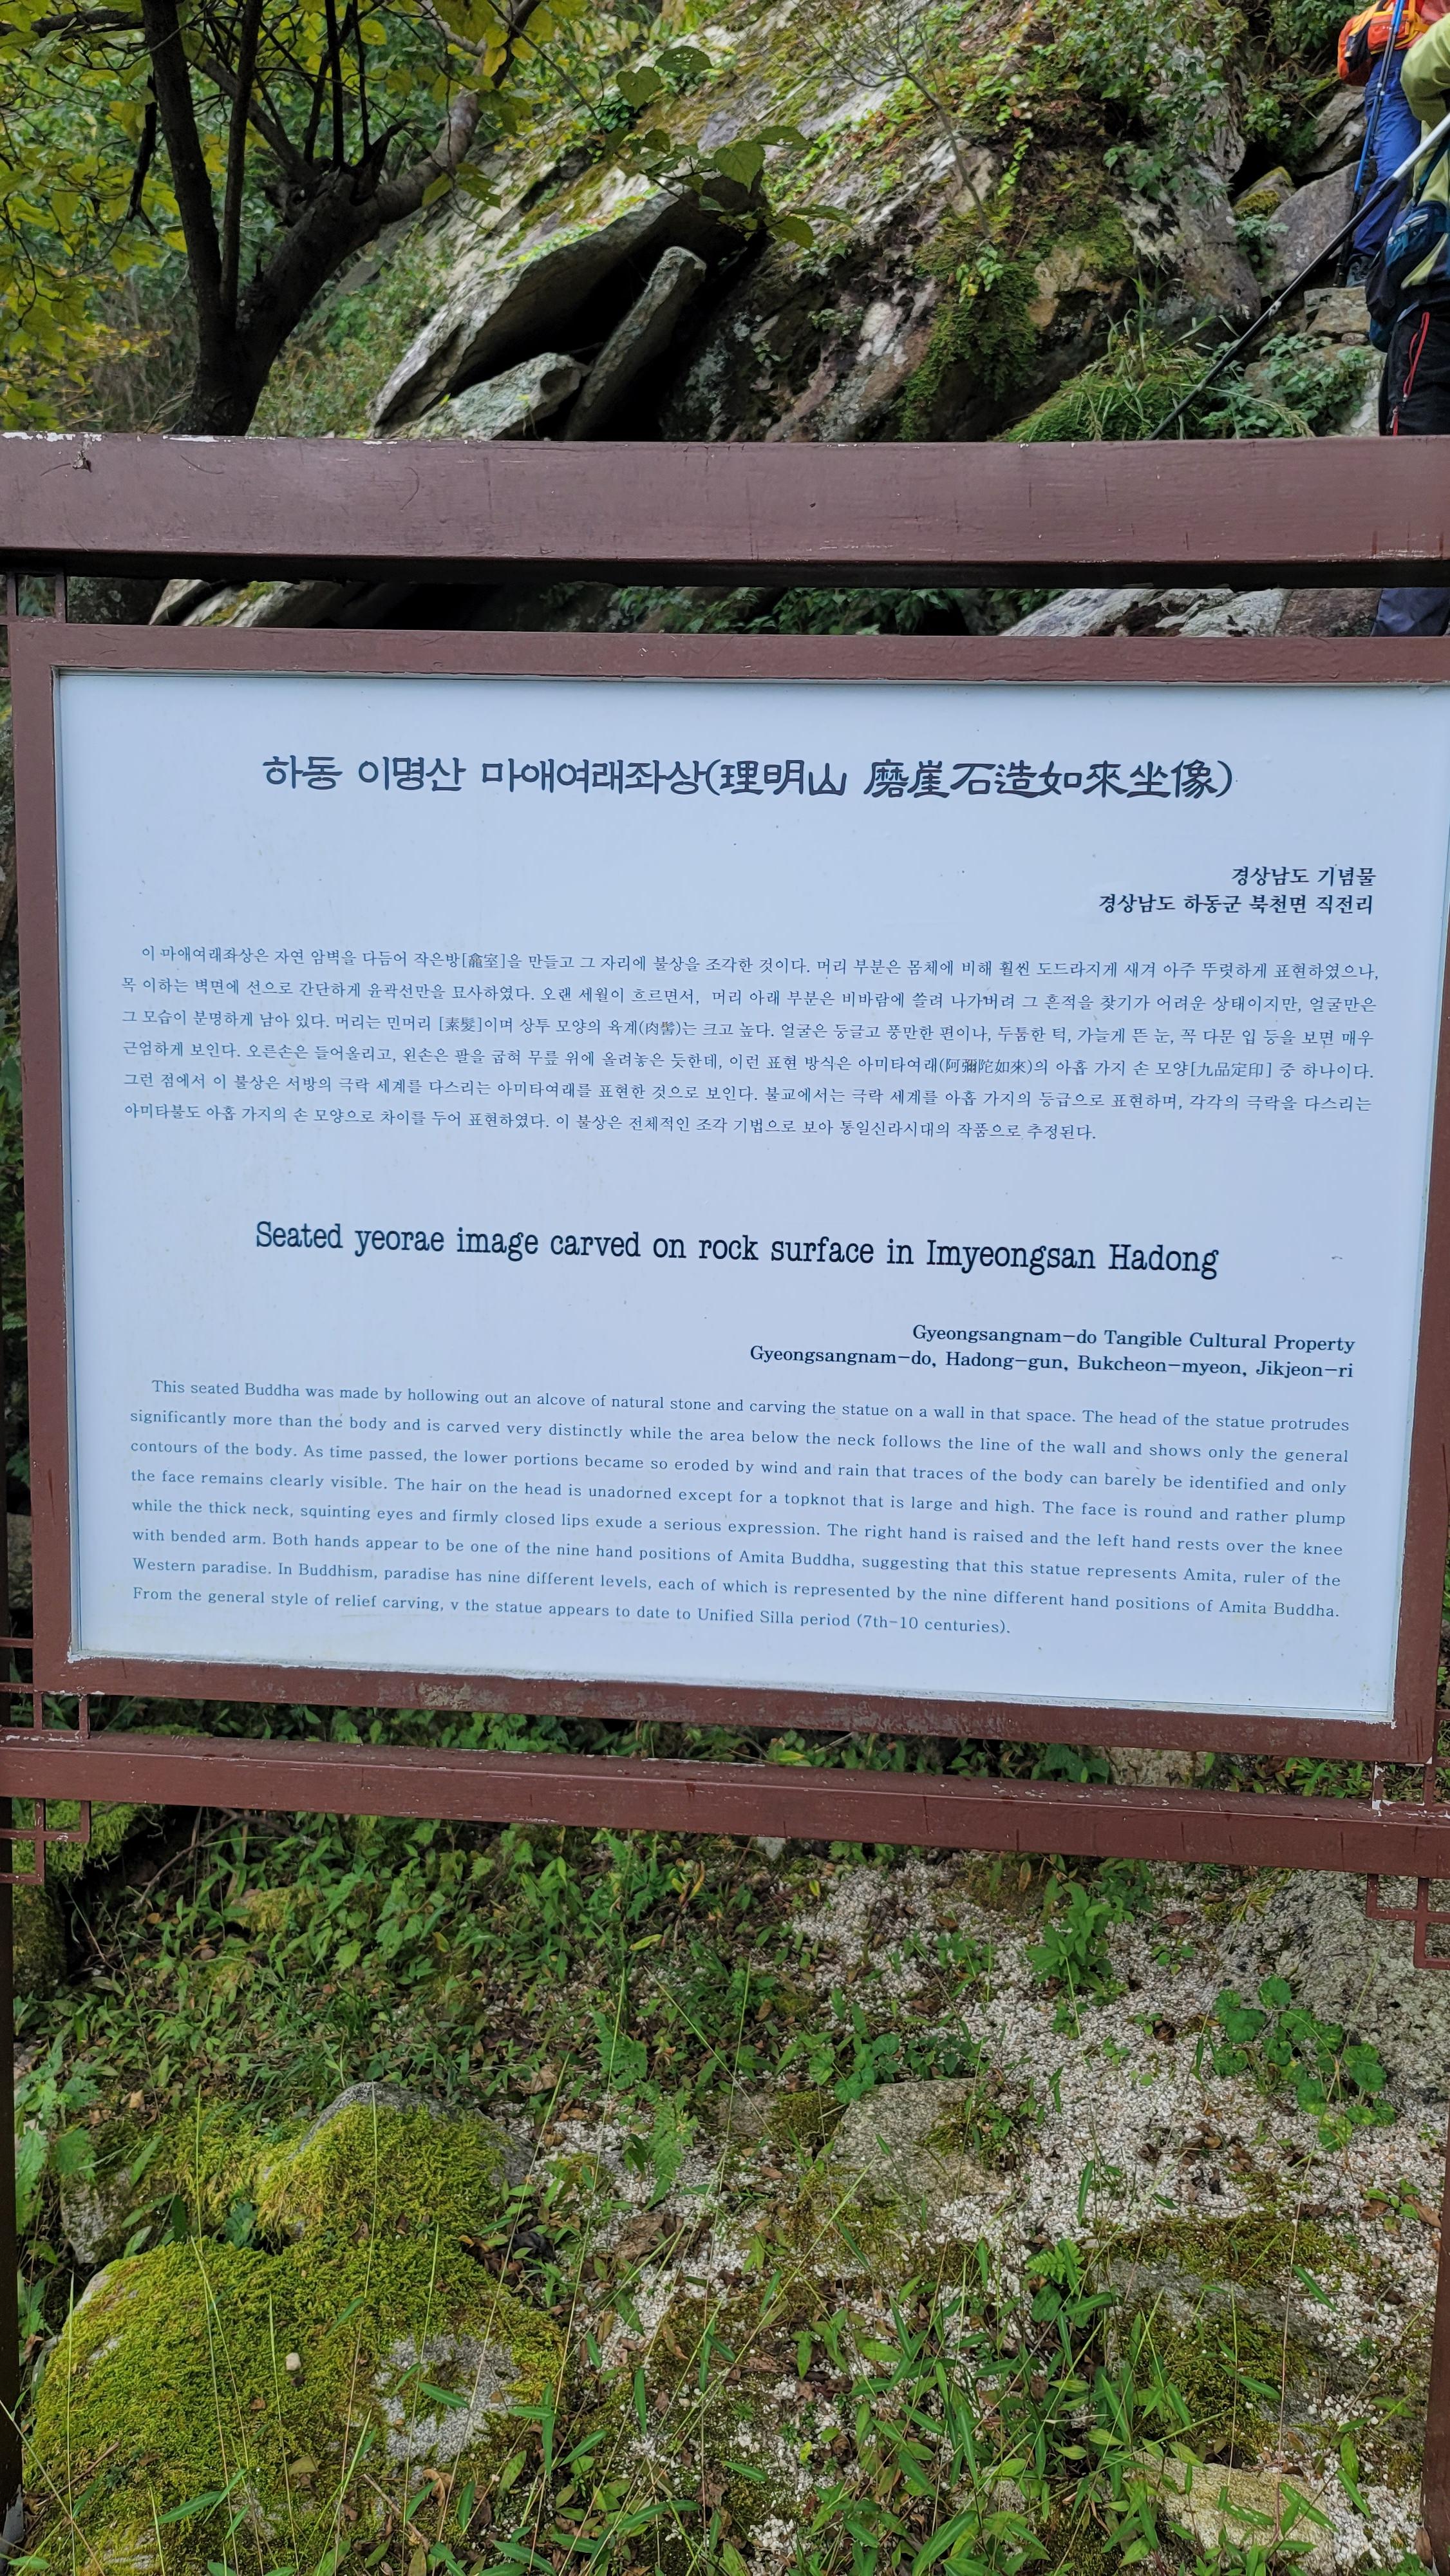 하동 이명산 마애여래좌상(理明山 磨崖石造如來坐像)
경상남도 기념물
경상남도 하동군 북천면 직전리
이 마애여래좌상은 자연 암벽을 다듬어 작은방[龕室]을 만들고 그 자리에 불상을 조각한 것이다. 머리 부분은 몸체에 비해 훨씬 도드라지게 새겨 아주 뚜렷하게 표현하였으나,
목 이하는 벽면에 선으로 간단하게 윤곽선만을 묘사하였다. 오랜 세월이 흐르면서, 머리 아래 부분은 비바람에 쓸려 나가버려 그 흔적을 찾기가 어려운 상태이지만, 얼굴만은
그 모습이 분명하게 남아 있다. 머리는 민머리 [素髮]이며 상투 모양의 육계(肉髻)는 크고 높다. 얼굴은 둥글고 풍만한 편이나, 두툼한 턱, 가늘게 뜬 눈, 꼭 다문 입 등을 보면 매우
근엄하게 보인다. 오른손은 들어올리고, 왼손은 팔을 굽혀 무릎 위에 올려놓은 듯한데, 이런 표현 방식은 아미타여래(阿彌陀如來)의 아홉 가지 손 모양[九品定印] 중 하나이다.
그런 점에서 이 불상은 서방의 극락 세계를 다스리는 아미타여래를 표현한 것으로 보인다. 불교에서는 극락 세계를 아홉 가지의 등급으로 표현하며, 각각의 극락을 다스리는
아미타불도 아홉 가지의 손 모양으로 차이를 두어 표현하였다. 이 불상은 전체적인 조각 기법으로 보아 통일신라시대의 작품으로 추정된다.
Seated yeorae image carved on rock surface in Imyeongsan Hadong
Gyeongsangnam-do Tangible Cultural Property
Gyeongsangnam-do, Hadong-gun, Bukcheon-myeon, Jikjeon-ri
This seated Buddha was made by hollowing out an alcove of natural stone and carving the statue on a wall in that space. The head of the statue protrudes
significantly more than the body and is carved very distinctly while the area below the neck follows the line of the wall and shows only the general
contours of the body. As time passed, the lower portions became so eroded by wind and rain that traces of the body can barely be identified and only
the face remains clearly visible. The hair on the head is unadorned except for a topknot that is large and high. The face is round and rather plump
while the thick neck, squinting eyes and firmly closed lips exude a serious expression. The right hand is raised and the left hand rests over the knee
with bended arm. Both hands appear to be one of the nine hand positions of Amita Buddha, suggesting that this statue represents Amita, ruler of the
Western paradise. In Buddhism, paradise has nine different levels, each of which is represented by the nine different hand positions of Amita Buddha.
From the general style of relief carving, v the statue appears to date to Unified Silla period (7th-10 centuries).